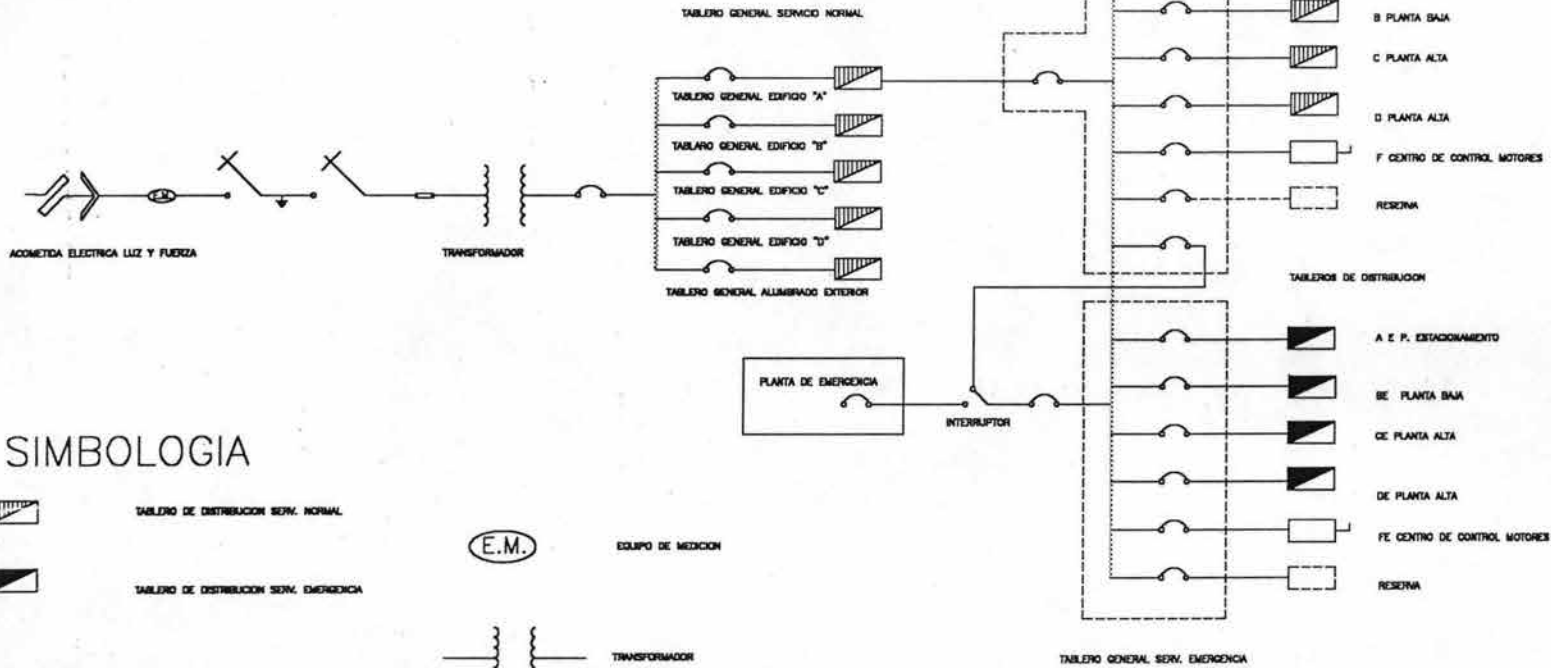 TABLERO GENERAL SERVICIO NORMAL
B PLANTA BAJA
C PLANTA ALTA
TABLERO GENERAL EDIFICIO "A"
D PLANTA ALTA
TABLARO GENERAL EDIFICIO "B"
F CENTRO DE CONTROL MOTORES
E.M.
TABLERO GENERAL EDIFICIO "C"
RESERVA
ACOMETIDA ELECTRICA LUZ Y FUERZA
TRANSFORMADOR
TABLERO GENERAL EDIFICIO "D"
TABLERO GENERAL ALUMBRADO EXTERIOR
TABLEROS DE DISTRIBUCION
A E P. ESTACIONAMIENTO
PLANTA DE EMERGENCIA
BE PLANTA BAJA
INTERRUPTOR
CE PLANTA ALTA
SIMBOLOGIA
DE PLANTA ALTA
TABLERO DE DISTRIBUCION SERV. NORMAL
E.M.
EQUIPO DE MEDICION
FE CENTRO DE CONTROL MOTORES
TABLERO DE DISTRIBUCION SERV. EMERGENCIA
RESERVA
TRANSFORMADOR
TABLERO GENERAL SERV. EMERGENCIA